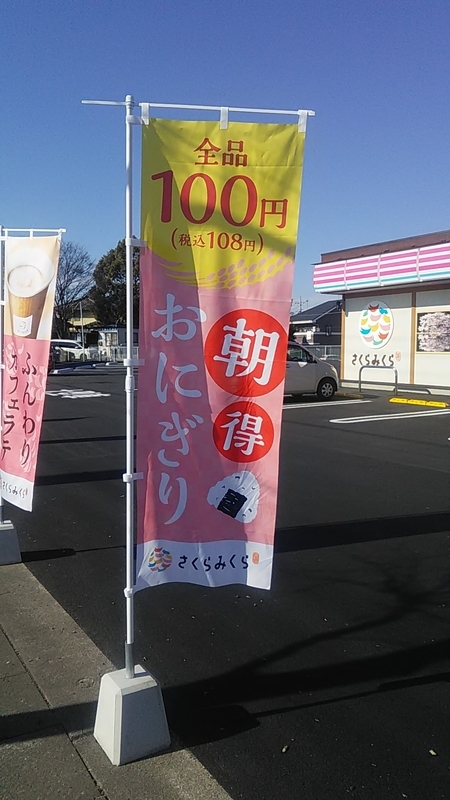 全品
100円
(税込108円)
朝得
おにぎり
さくらみくら
ふんわり
さくらみくら
さくらみくら